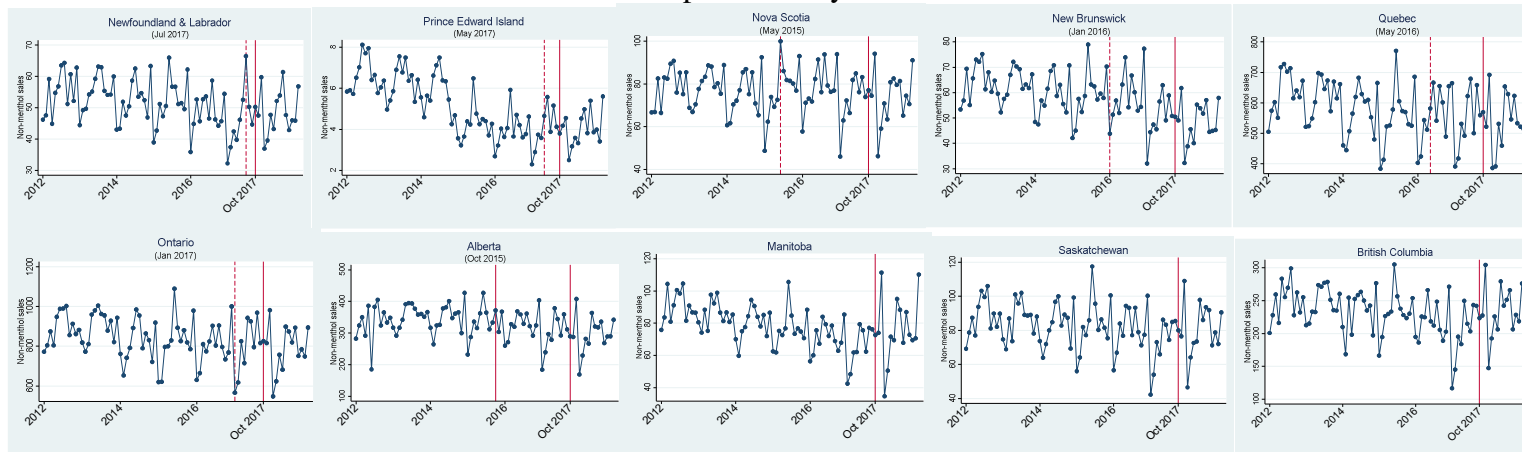 Newfoundland & Labrador
(Jul 2017)
Non-menthol sales
70
60
50
40
30
2012
2014
2016
Oct 2017
Prince Edward Island
(May 2017)
Non-menthol sales
8
6
4
2
2012
2014
2016
Oct 2017
Nova Scotia
(May 2015)
Non-menthol sales
100
80
60
40
2012
2014
2016
Oct 2017
New Brunswick
(Jan 2016)
Non-menthol sales
80
70
60
50
40
30
2012
2014
2016
Oct 2017
Quebec
(May 2016)
Non-menthol sales
800
700
600
500
400
2012
2014
2016
Oct 2017
Ontario
(Jan 2017)
Non-menthol sales
1200
1000
800
600
2012
2014
2016
Oct 2017
Alberta
(Oct 2015)
Non-menthol sales
500
400
300
200
100
2012
2014
2016
Oct 2017
Manitoba
Non-menthol sales
120
100
80
60
40
2012
2014
2016
Oct 2017
Saskatchewan
Non-menthol sales
120
100
80
60
40
2012
2014
2016
Oct 2017
British Columbia
Non-menthol sales
300
250
200
150
100
2012
2014
2016
Oct 2017